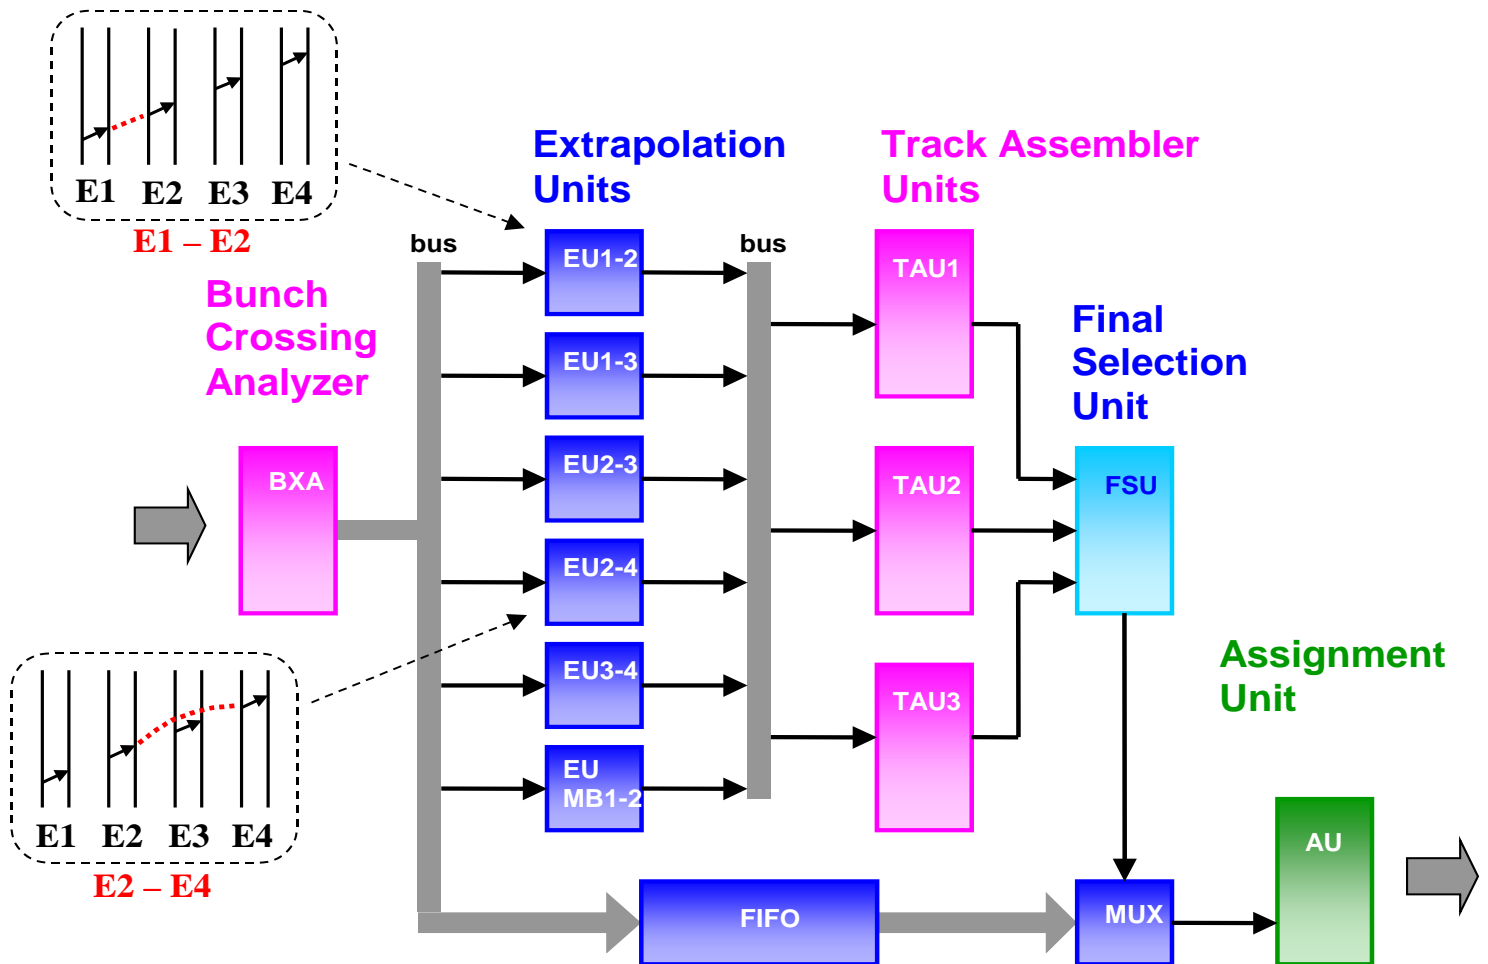 E1 E2 E3 E4
E1 – E2
Extrapolation
Units
Track Assembler
Units
bus
bus
Bunch
Crossing
Analyzer
Final
Selection
Unit
EU1-2
EU1-3
EU2-3
EU2-4
EU3-4
EU
MB1-2
TAU1
TAU2
TAU3
BXA
FSU
Assignment
Unit
E1 E2 E3 E4
E2 – E4
FIFO
MUX
AU